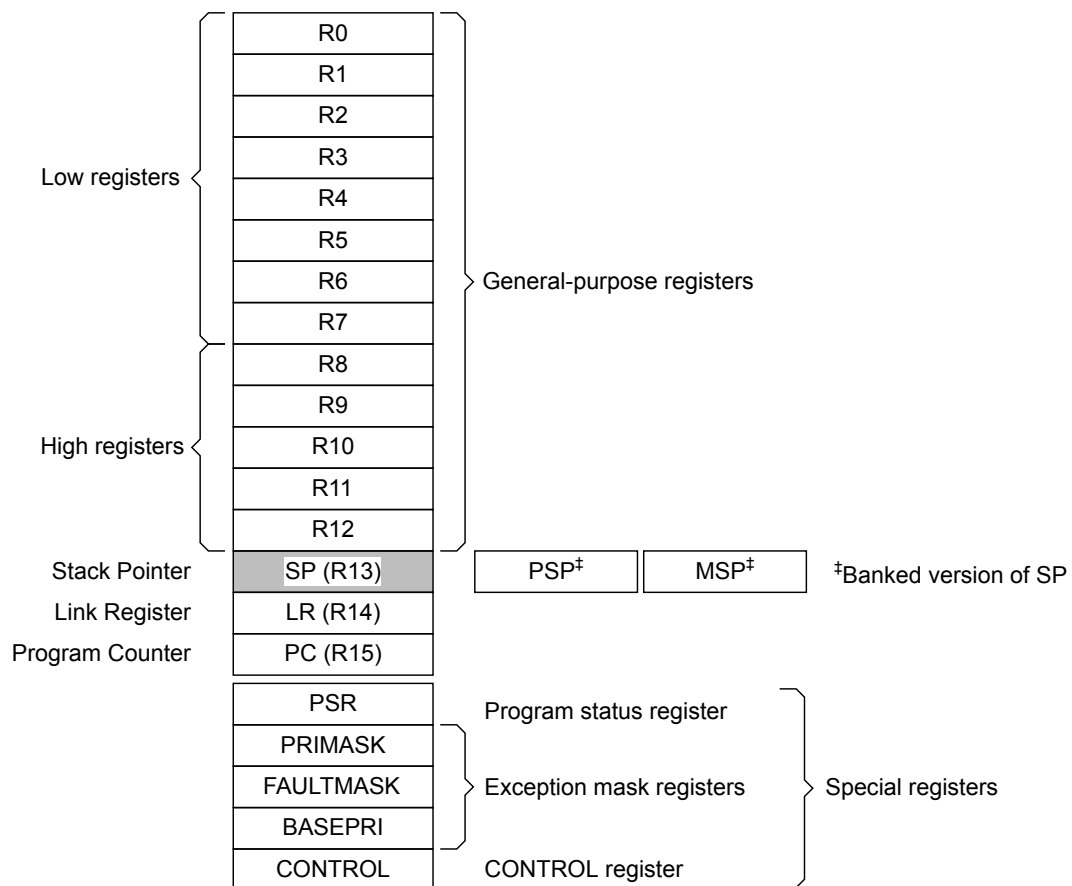 R0
R1
R2
R3
Low registers
R4
R5
R6
General-purpose registers
R7
R8
R9
High registers
R10
R11
R12
Stack Pointer SP (R13) PSP‡ MSP‡ ‡Banked version of SP
Link Register LR (R14)
Program Counter PC (R15)
PSR Program status register
PRIMASK
FAULTMASK Exception mask registers Special registers
BASEPRI
CONTROL CONTROL register